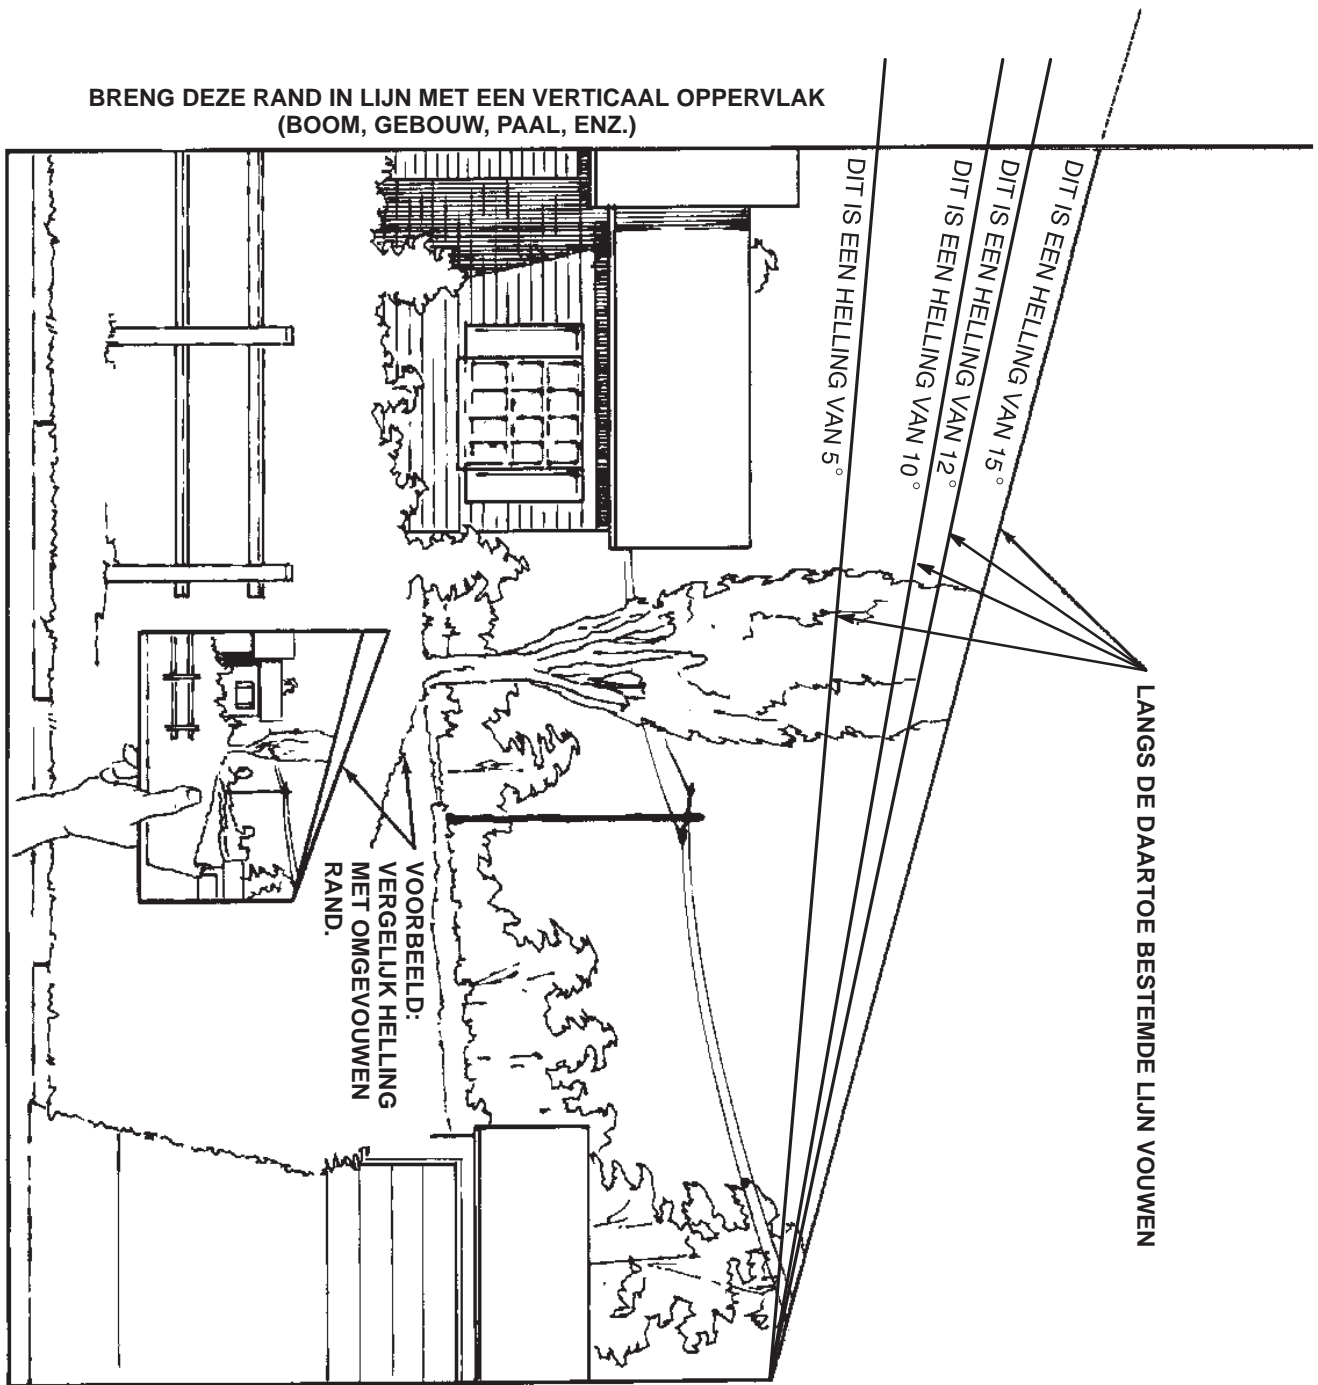 BRENG DEZE RAND IN LIJN MET EEN VERTICAAL OPPERVLAK
(BOOM, GEBOUW, PAAL, ENZ.)
DIT IS EEN HELLING VAN 15°
DIT IS EEN HELLING VAN 12°
DIT IS EEN HELLING VAN 10°
DIT IS EEN HELLING VAN 5°
LANGS DE DAARTOE BESTEMDE LIJN VOUWEN
VOORBEELD:
VERGELIJK HELLING
MET OMGEVOUWEN
RAND.